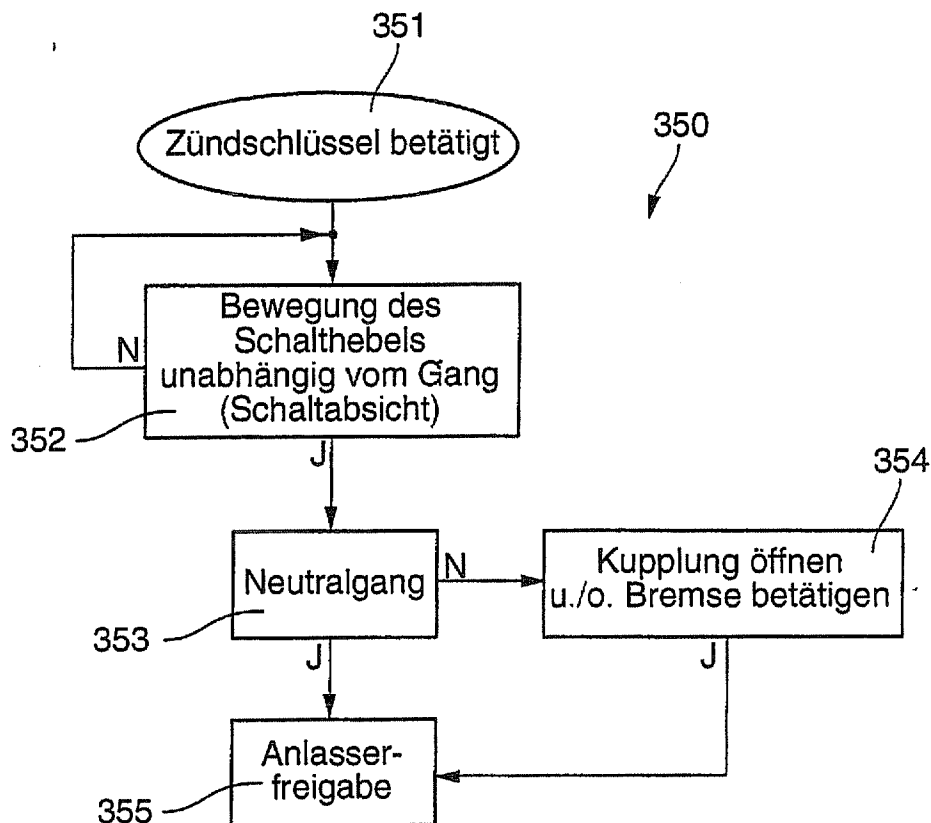 351
Zündschlüssel betätigt
350
Bewegung des
Schalthebels
unabhängig vom Gang
(Schaltabsicht)
N
352
J
354
Neutralgang
N
Kupplung öffnen
u./o. Bremse betätigen
353
J
J
Anlasser-
freigabe
355